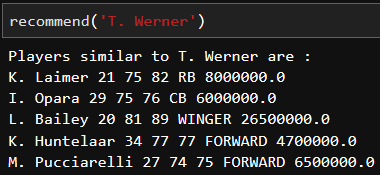 recommend('T. Werner')
Players similar to T. Werner are :
K. Laimer 21 75 82 RB 8000000.0
I. Opara 29 75 76 CB 6000000.0
L. Bailey 20 81 89 WINGER 26500000.0
K. Huntelaar 34 77 77 FORWARD 4700000.0
M. Pucciarelli 27 74 75 FORWARD 6500000.0